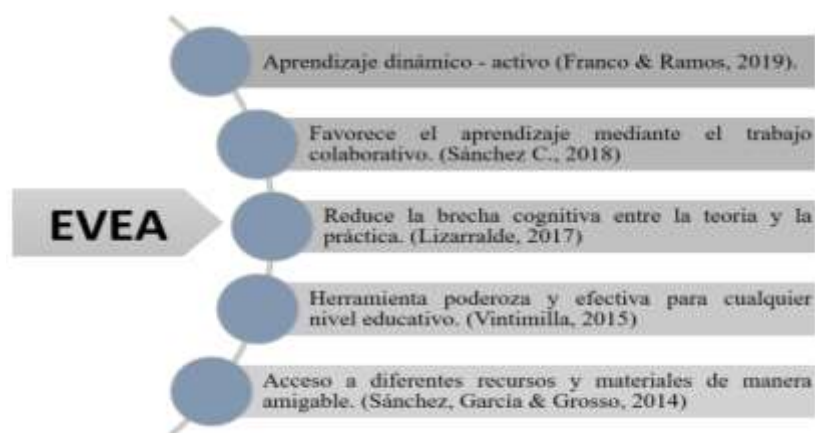 Aprendizaje dinámico - activo (Franco & Ramos, 2019).
Favorece el aprendizaje mediante el trabajo
colaborativo. (Sánchez C., 2018)
EVEA
Reduce la brecha cognitiva entre la teoria y la
práctica. (Lizarralde, 2017)
Herramienta poderoza y efectiva para cualquier
nivel educativo. (Vintimilla, 2015)
Acceso a diferentes recursos y materiales de manera
amigable. (Sánchez, García & Grosso, 2014)